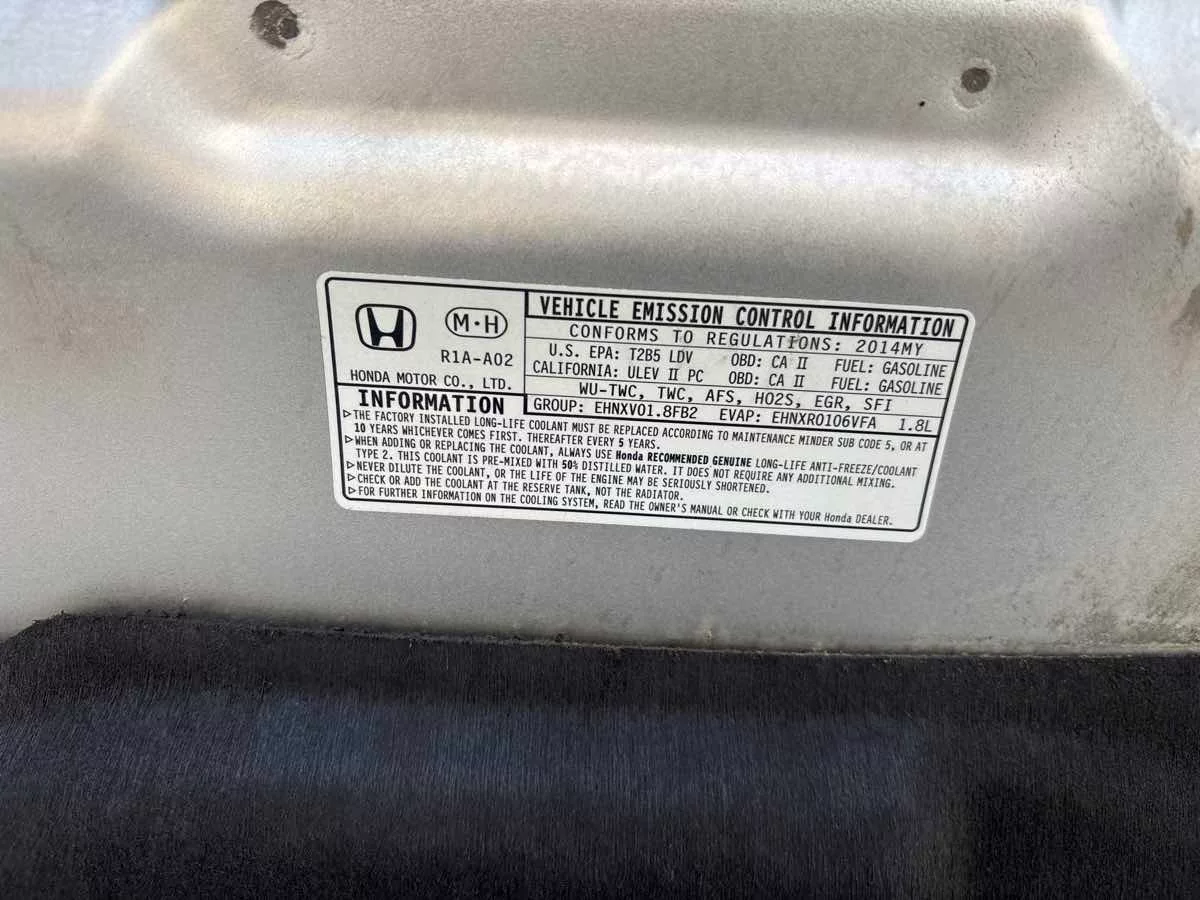 M·H
R1A-A02
HONDA MOTOR CO., LTD.
VEHICLE EMISSION CONTROL INFORMATION
CONFORMS TO REGULATIONS: 2014MY
U.S. EPA: T2B5 LDV OBD: CA II FUEL: GASOLINE
CALIFORNIA: ULEV II PC OBD: CA II FUEL: GASOLINE
WU-TWC, TWC, AFS, HO2S, EGR, SFI
GROUP: EHNXV01.8FB2 EVAP: EHNXR0106VFA 1.8L
INFORMATION
▷THE FACTORY INSTALLED LONG-LIFE COOLANT MUST BE REPLACED ACCORDING TO MAINTENANCE MINDER SUB CODE 5, OR AT
10 YEARS WHICHEVER COMES FIRST. THEREAFTER EVERY 5 YEARS.
▷WHEN ADDING OR REPLACING THE COOLANT, ALWAYS USE Honda RECOMMENDED GENUINE LONG-LIFE ANTI-FREEZE/COOLANT
TYPE 2. THIS COOLANT IS PRE-MIXED WITH 50% DISTILLED WATER. IT DOES NOT REQUIRE ANY ADDITIONAL MIXING.
▷NEVER DILUTE THE COOLANT, OR THE LIFE OF THE ENGINE MAY BE SERIOUSLY SHORTENED.
▷CHECK OR ADD THE COOLANT AT THE RESERVE TANK, NOT THE RADIATOR.
▷FOR FURTHER INFORMATION ON THE COOLING SYSTEM, READ THE OWNER'S MANUAL OR CHECK WITH YOUR Honda DEALER.